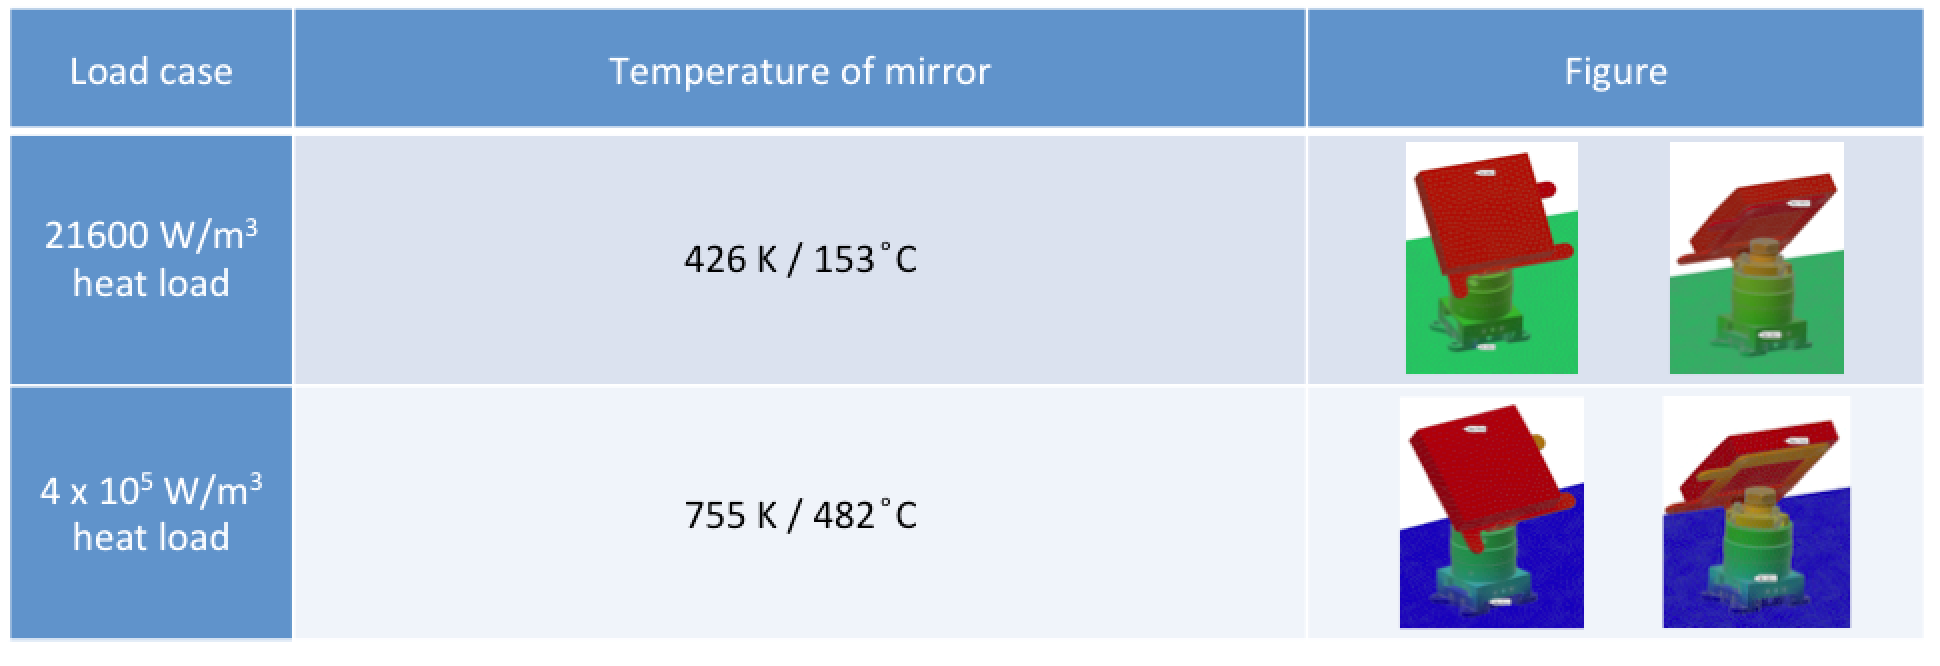 Load case
Temperature of mirror
Figure
21600 W/m³
heat load
426 K / 153˚C
4 x 10⁵ W/m³
heat load
755 K / 482˚C